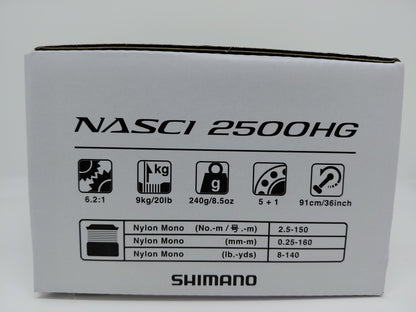 NASCI 2500HG
kg g
6.2:1 9kg/20lb 240g/8.5oz 5 + 1 91cm/36inch
Nylon Mono (No.-m / 号.-m) 2.5-150
Nylon Mono (mm-m) 0.25-160
Nylon Mono (lb.-yds) 8-140
SHIMANO